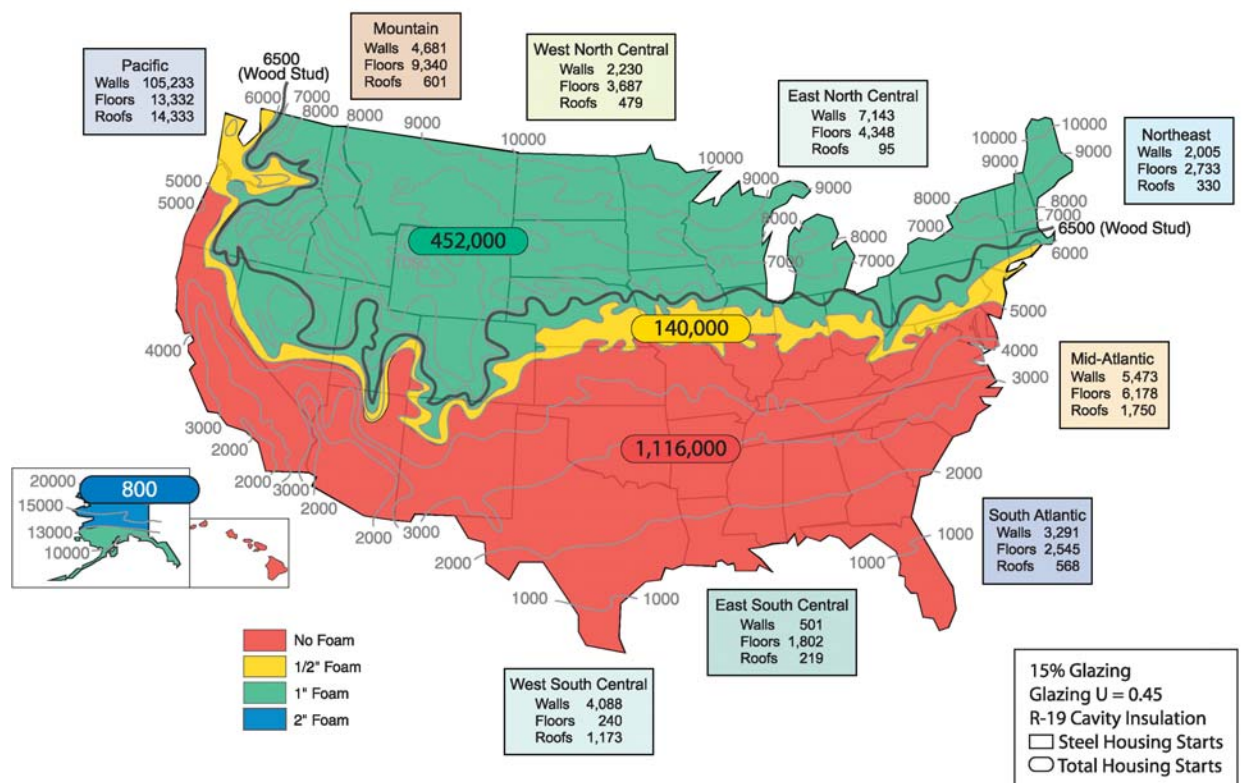 Mountain
Walls 4,681
Floors 9,340
Roofs 601
West North Central
Walls 2,230
Floors 3,687
Roofs 479
Pacific
Walls 105,233
Floors 13,332
Roofs 14,333
6500
(Wood Stud)
6000
7000
8000
8000
9000
10000
East North Central
Walls 7,143
Floors 4,348
Roofs 95
Northeast
Walls 2,005
Floors 2,733
Roofs 330
10000
10000
9000
9000
10000
9000
9000
5000
5000
8000
7000
8000
7000
8000
7000
8000
7000
7000
6500 (Wood Stud)
6000
452,000
140,000
5000
4000
4000
3000
Mid-Atlantic
Walls 5,473
Floors 6,178
Roofs 1,750
3000
2000
1,116,000
2000
2000
3000
2000
2000
3000
2000
20000
800
15000
13000
10000
1000
1000
1000
1000
South Atlantic
Walls 3,291
Floors 2,545
Roofs 568
East South Central
Walls 501
Floors 1,802
Roofs 219
No Foam
1/2" Foam
1" Foam
2" Foam
West South Central
Walls 4,088
Floors 240
Roofs 1,173
15% Glazing
Glazing U = 0.45
R-19 Cavity Insulation
Steel Housing Starts
Total Housing Starts